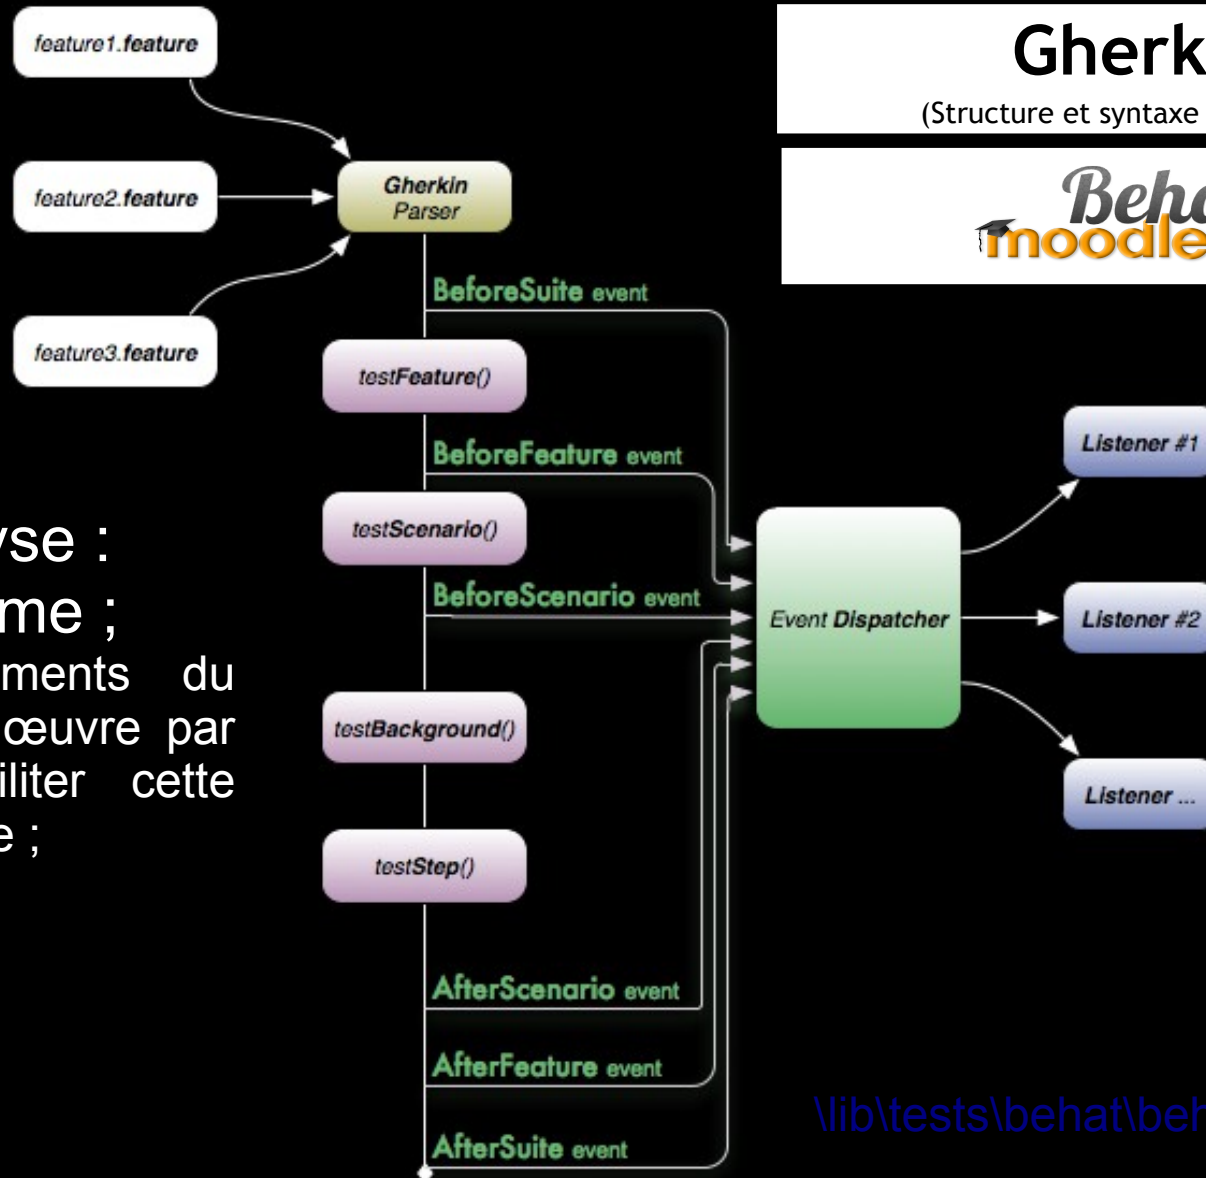 feature1.feature
feature2.feature
feature3.feature
Gherkin
Parser
BeforeSuite event
testFeature()
BeforeFeature event
testScenario()
BeforeScenario event
testBackground()
testStep()
AfterScenario event
AfterFeature event
AfterSuite event
Event Dispatcher
Listener #1
Listener #2
Listener ...
Gherk
(Structure et syntaxe
Beha
moodle
yse :
me ;
ments du
œuvre par
iliter cette
e ;
\lib\tests\behat\beh